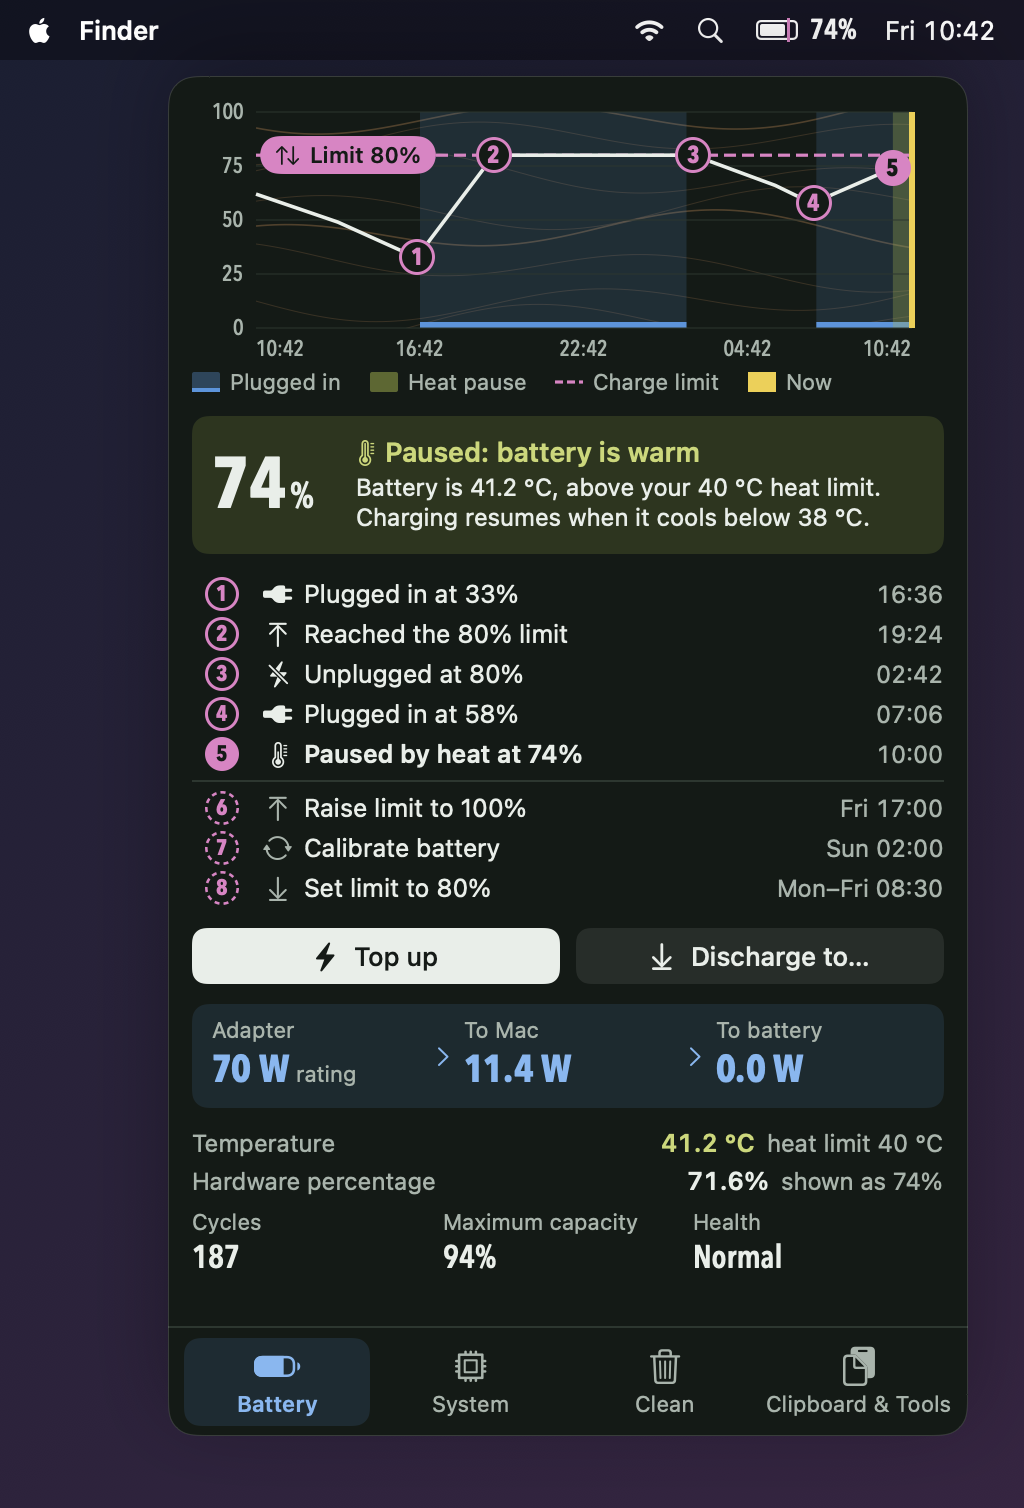 Finder 74% Fri 10:42
100
Limit 80%
75
50
25
0
1
2
3
4
5
10:42 16:42 22:42 04:42 10:42
Plugged in Heat pause Charge limit Now
74%
Paused: battery is warm
Battery is 41.2 °C, above your 40 °C heat limit.
Charging resumes when it cools below 38 °C.
1 Plugged in at 33% 16:36
2 Reached the 80% limit 19:24
3 Unplugged at 80% 02:42
4 Plugged in at 58% 07:06
5 Paused by heat at 74% 10:00
6 Raise limit to 100% Fri 17:00
7 Calibrate battery Sun 02:00
8 Set limit to 80% Mon–Fri 08:30
Top up Discharge to...
Adapter To Mac To battery
70 W rating 11.4 W 0.0 W
Temperature 41.2 °C heat limit 40 °C
Hardware percentage 71.6% shown as 74%
Cycles Maximum capacity Health
187 94% Normal
Battery System Clean Clipboard & Tools